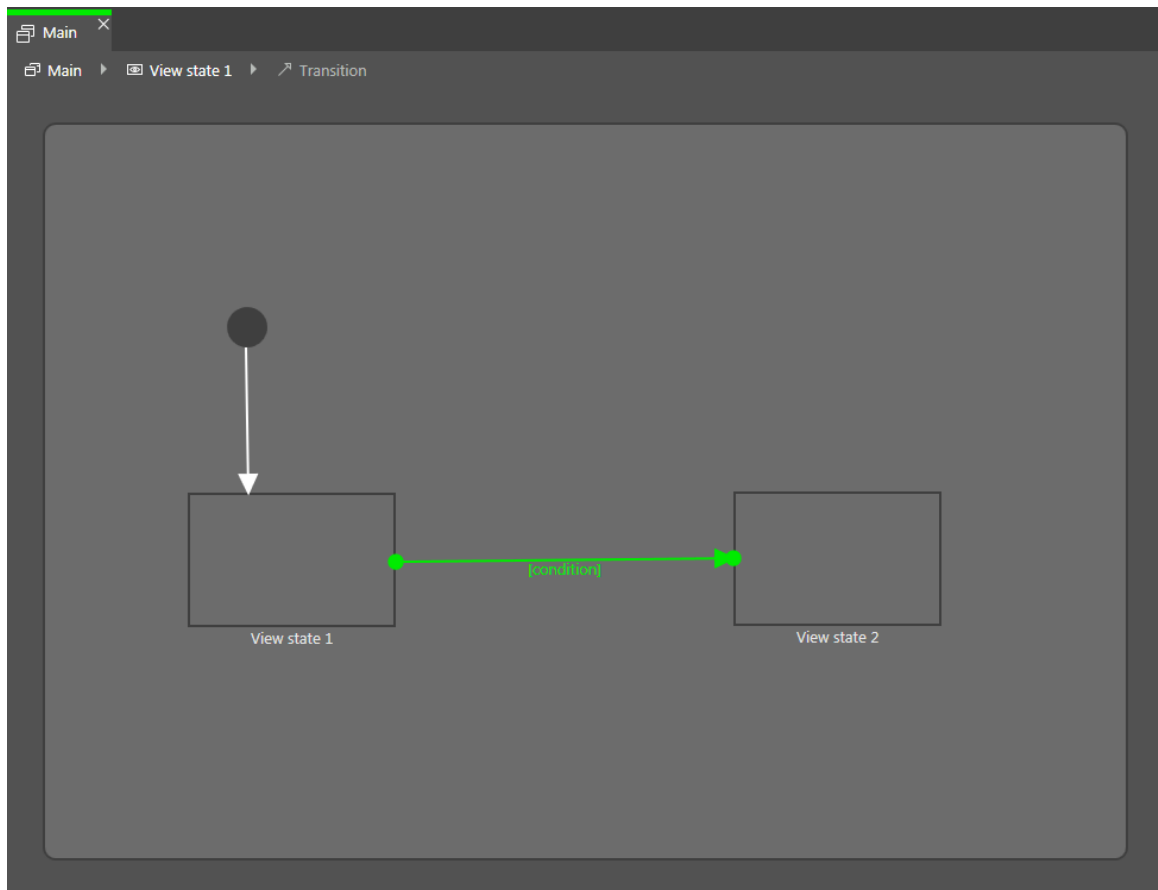 Main
Main View state 1 Transition
[condition]
View state 1
View state 2